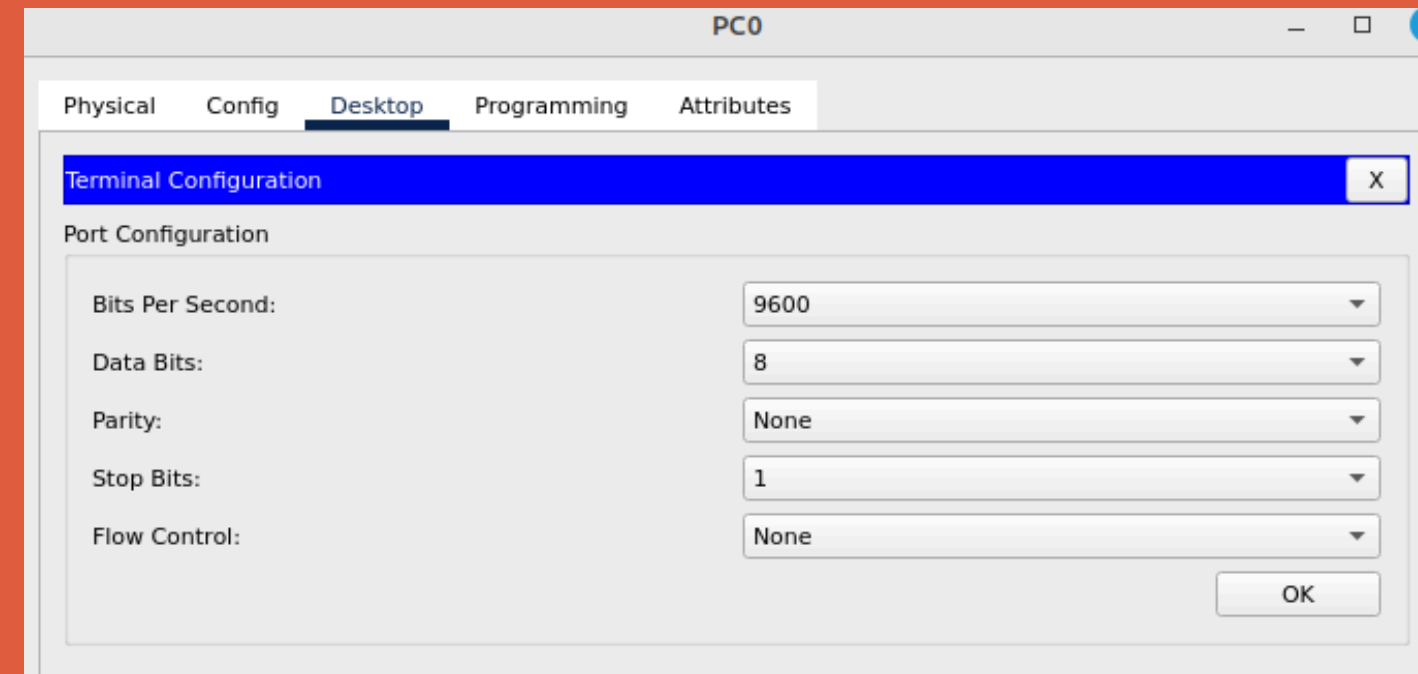 PC0
Physical Config Desktop Programming Attributes
Terminal Configuration X
Port Configuration
Bits Per Second: 9600
Data Bits: 8
Parity: None
Stop Bits: 1
Flow Control: None
OK